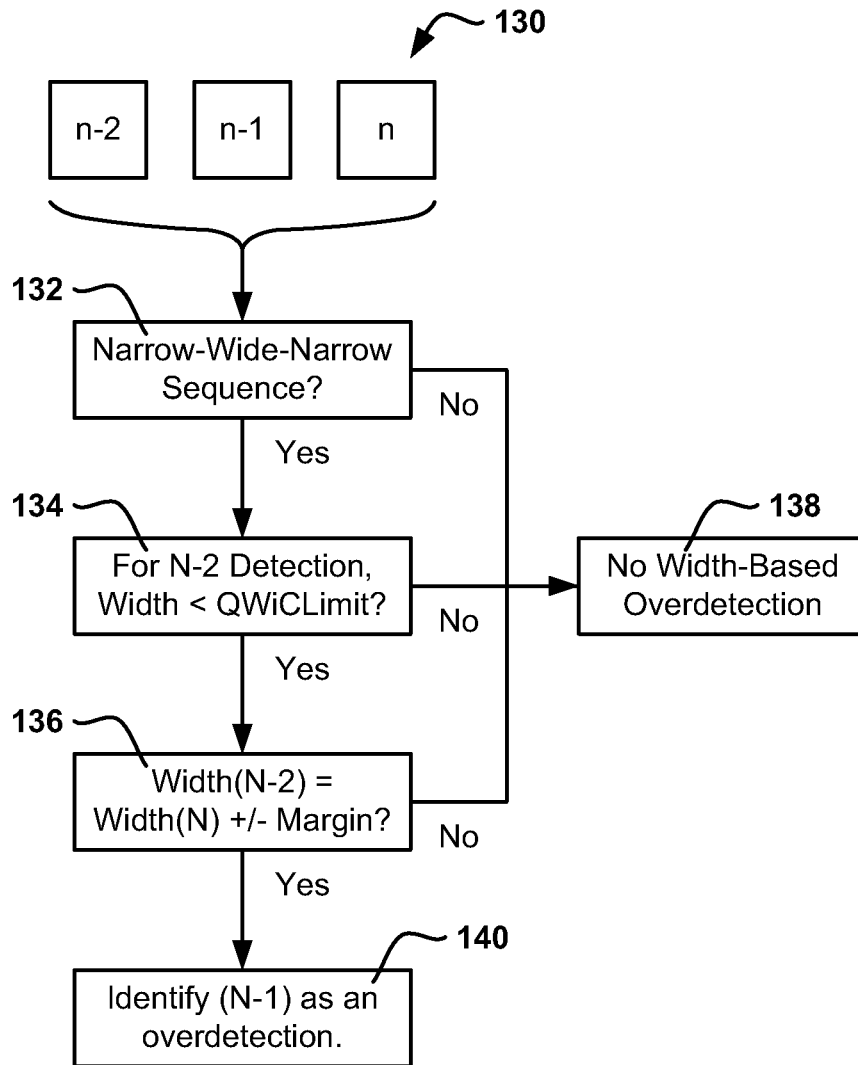 130
n-2
n-1
n
132
Narrow-Wide-Narrow
Sequence?
No
Yes
134
For N-2 Detection,
Width < QWiCLimit?
No
Yes
138
No Width-Based
Overdetection
136
Width(N-2) =
Width(N) +/- Margin?
No
Yes
140
Identify (N-1) as an
overdetection.